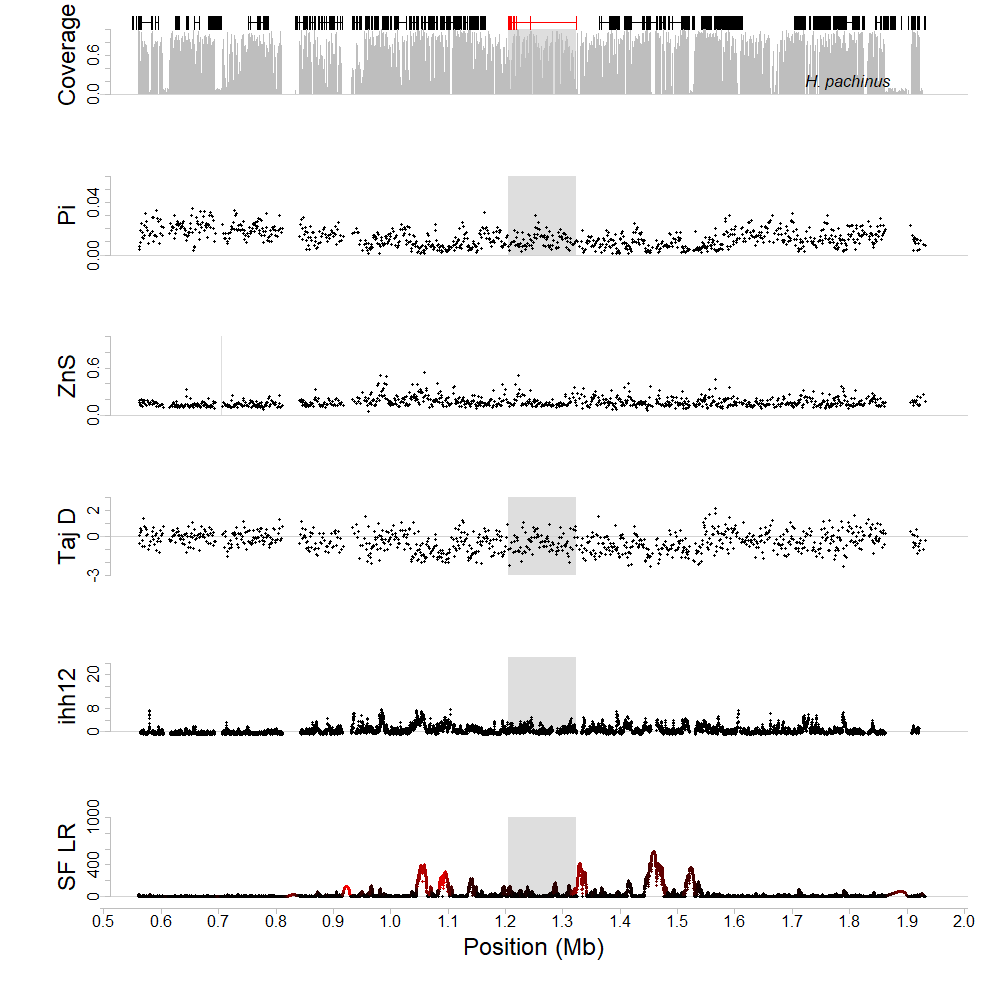 Coverage
0.0 0.6
H. pachinus
Pi
0.00 0.04
ZnS
0.0 0.6
Taj D
-3 0 2
ihh12
0 8 20
SF LR
0 400 1000
0.5 0.6 0.7 0.8 0.9 1.0 1.1 1.2 1.3 1.4 1.5 1.6 1.7 1.8 1.9 2.0
Position (Mb)